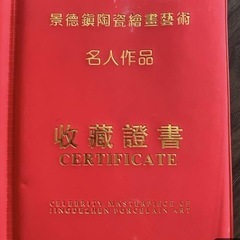 景德鎮陶瓷繪畫藝術
名人作品
收藏證書
CERTIFICATE
CELEBRITY MASTERPIECE OF
JINGDEZHEN PORCELAIN ART